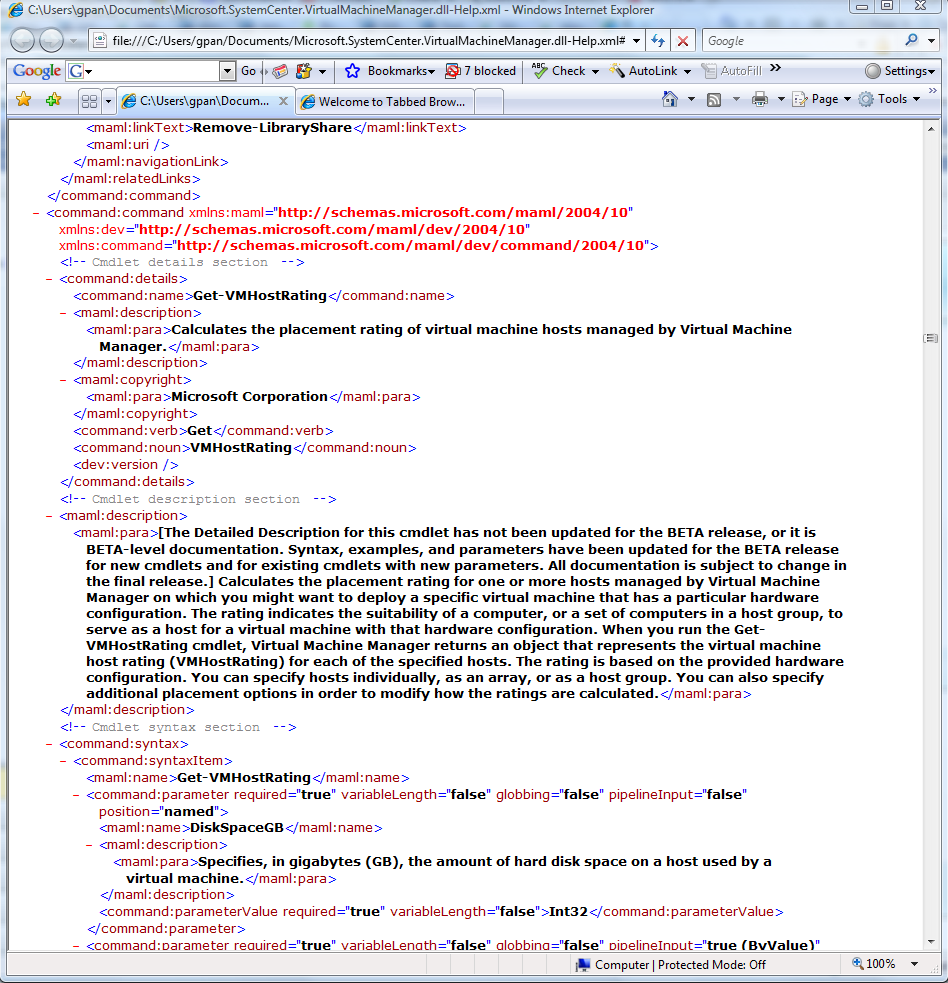 C:\Users\gpan\Documents\Microsoft.SystemCenter.VirtualMachineManager.dll-Help.xml - Windows Internet Explorer
file:///C:/Users/gpan/Documents/Microsoft.SystemCenter.VirtualMachineManager.dll-Help.xml#
Google
Google G Go Bookmarks 7 blocked ABC Check AutoLink AutoFill » Settings
C:\Users\gpan\Docum... Welcome to Tabbed Brow... Page Tools »
<maml:linkText>Remove-LibraryShare</maml:linkText>
<maml:uri />
</maml:navigationLink>
</maml:relatedLinks>
</command:command>
- <command:command xmlns:maml="http://schemas.microsoft.com/maml/2004/10"
xmlns:dev="http://schemas.microsoft.com/maml/dev/2004/10"
xmlns:command="http://schemas.microsoft.com/maml/dev/command/2004/10">
<!-- Cmdlet details section -->
- <command:details>
<command:name>Get-VMHostRating</command:name>
- <maml:description>
<maml:para>Calculates the placement rating of virtual machine hosts managed by Virtual Machine
Manager.</maml:para>
</maml:description>
- <maml:copyright>
<maml:para>Microsoft Corporation</maml:para>
</maml:copyright>
<command:verb>Get</command:verb>
<command:noun>VMHostRating</command:noun>
<dev:version />
</command:details>
<!-- Cmdlet description section -->
- <maml:description>
<maml:para>[The Detailed Description for this cmdlet has not been updated for the BETA release, or it is
BETA-level documentation. Syntax, examples, and parameters have been updated for the BETA release
for new cmdlets and for existing cmdlets with new parameters. All documentation is subject to change in
the final release.] Calculates the placement rating for one or more hosts managed by Virtual Machine
Manager on which you might want to deploy a specific virtual machine that has a particular hardware
configuration. The rating indicates the suitability of a computer, or a set of computers in a host group, to
serve as a host for a virtual machine with that hardware configuration. When you run the Get-
VMHostRating cmdlet, Virtual Machine Manager returns an object that represents the virtual machine
host rating (VMHostRating) for each of the specified hosts. The rating is based on the provided hardware
configuration. You can specify hosts individually, as an array, or as a host group. You can also specify
additional placement options in order to modify how the ratings are calculated.</maml:para>
</maml:description>
<!-- Cmdlet syntax section -->
- <command:syntax>
- <command:syntaxItem>
<maml:name>Get-VMHostRating</maml:name>
- <command:parameter required="true" variableLength="false" globbing="false" pipelineInput="false"
position="named">
<maml:name>DiskSpaceGB</maml:name>
- <maml:description>
<maml:para>Specifies, in gigabytes (GB), the amount of hard disk space on a host used by a
virtual machine.</maml:para>
</maml:description>
<command:parameterValue required="true" variableLength="false">Int32</command:parameterValue>
</command:parameter>
- <command:parameter required="true" variableLength="false" globbing="false" pipelineInput="true (ByValue)"
Computer | Protected Mode: Off
100%